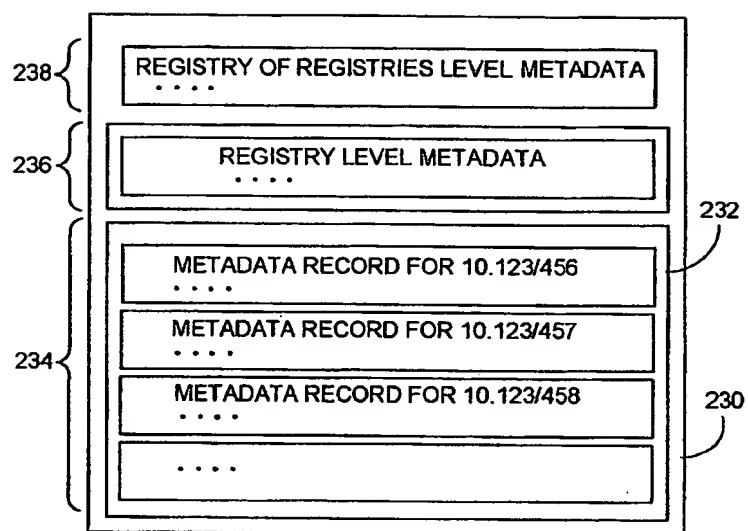 238
REGISTRY OF REGISTRIES LEVEL METADATA
. . . .
236
REGISTRY LEVEL METADATA
. . . .
232
METADATA RECORD FOR 10.123/456
. . . .
METADATA RECORD FOR 10.123/457
. . . .
234
METADATA RECORD FOR 10.123/458
. . . .
230
. . . .